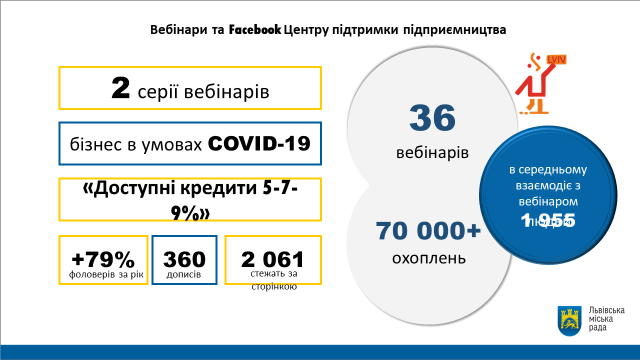 Вебінари та Facebook Центру підтримки підприємництва
2 серії вебінарів
бізнес в умовах COVID-19
«Доступні кредити 5-7-
9%»
+79%
фоловерів за рік
360
дописів
2 061
стежать за
сторінкою
36
вебінарів
70 000+
охоплень
LVIV
в середньому
взаємодіє з
вебінаром
1 955
Львівська
міська
рада